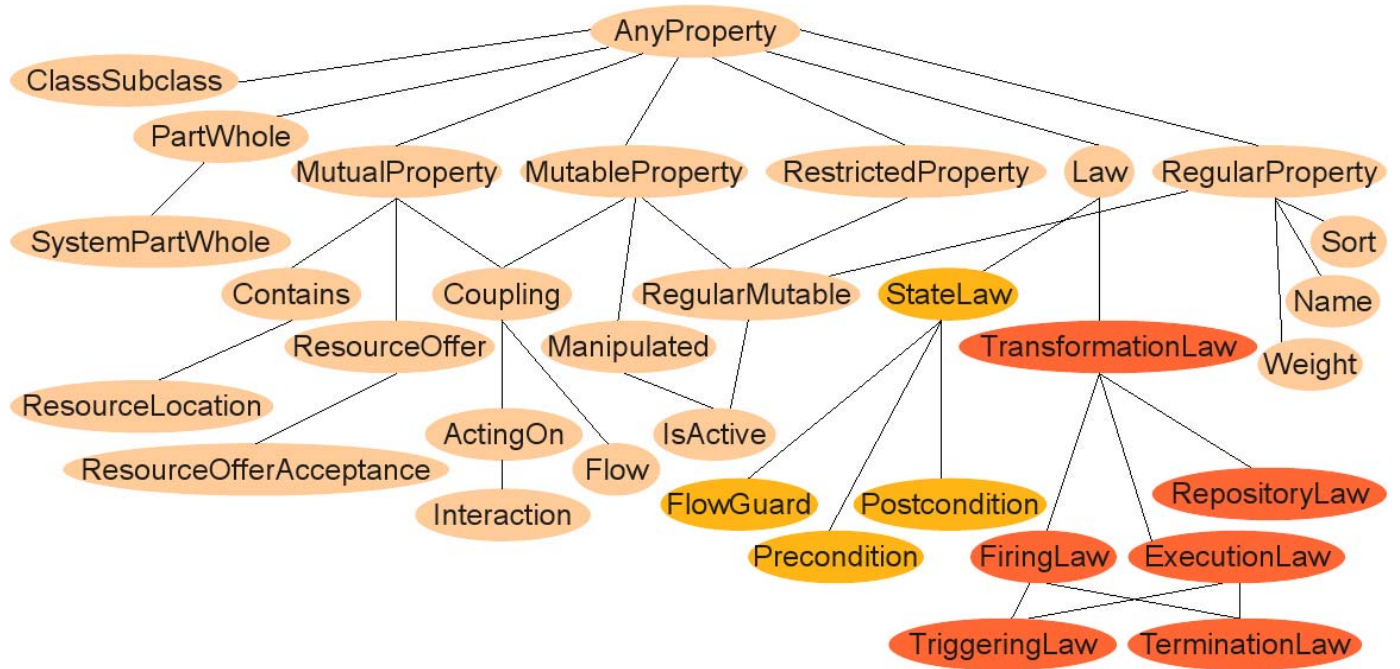 AnyProperty
ClassSubclass
PartWhole
MutualProperty
MutableProperty
RestrictedProperty
Law
RegularProperty
SystemPartWhole
Sort
Contains
Coupling
RegularMutable
StateLaw
Name
ResourceOffer
Manipulated
TransformationLaw
Weight
ResourceLocation
ActingOn
IsActive
ResourceOfferAcceptance
Flow
RepositoryLaw
FlowGuard
Postcondition
Interaction
Precondition
FiringLaw
ExecutionLaw
TriggeringLaw
TerminationLaw